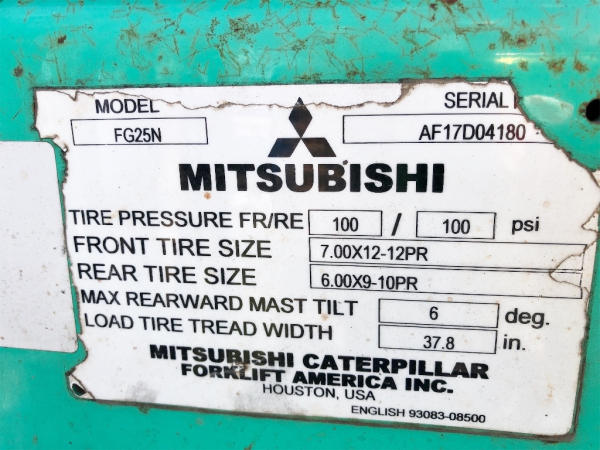 MODEL SERIAL
FG25N AF17D04180
MITSUBISHI
TIRE PRESSURE FR/RE 100 / 100 psi
FRONT TIRE SIZE 7.00X12-12PR
REAR TIRE SIZE 6.00X9-10PR
MAX REARWARD MAST TILT 6 deg.
LOAD TIRE TREAD WIDTH 37.8 in.
MITSUBISHI CATERPILLAR
FORKLIFT AMERICA INC.
HOUSTON, USA
ENGLISH 93083-08500